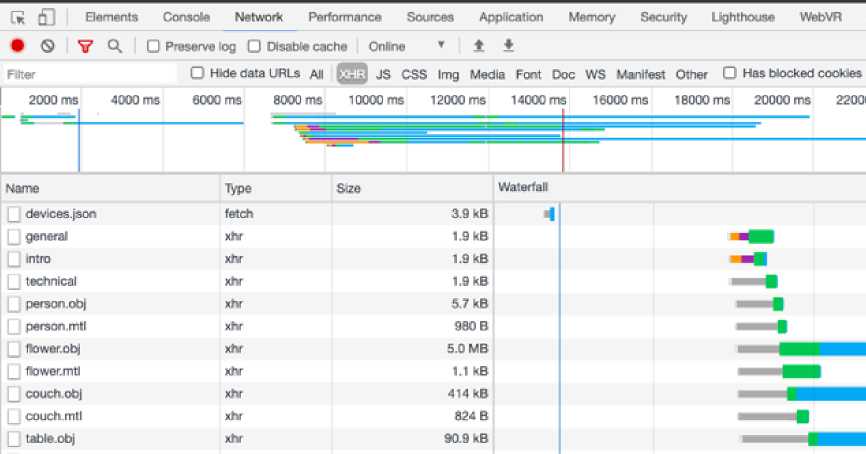 Elements Console Network Performance Sources Application Memory Security Lighthouse WebVR
Preserve log Disable cache Online
Filter Hide data URLs All XHR JS CSS Img Media Font Doc WS Manifest Other Has blocked cookies
2000 ms 4000 ms 6000 ms 8000 ms 10000 ms 12000 ms 14000 ms 16000 ms 18000 ms 20000 ms 22000
Name Type Size Waterfall
devices.json fetch 3.9 kB
general xhr 1.9 kB
intro xhr 1.9 kB
technical xhr 1.9 kB
person.obj xhr 5.7 kB
person.mtl xhr 980 B
flower.obj xhr 5.0 MB
flower.mtl xhr 1.1 kB
couch.obj xhr 414 kB
couch.mtl xhr 824 B
table.obj xhr 90.9 kB